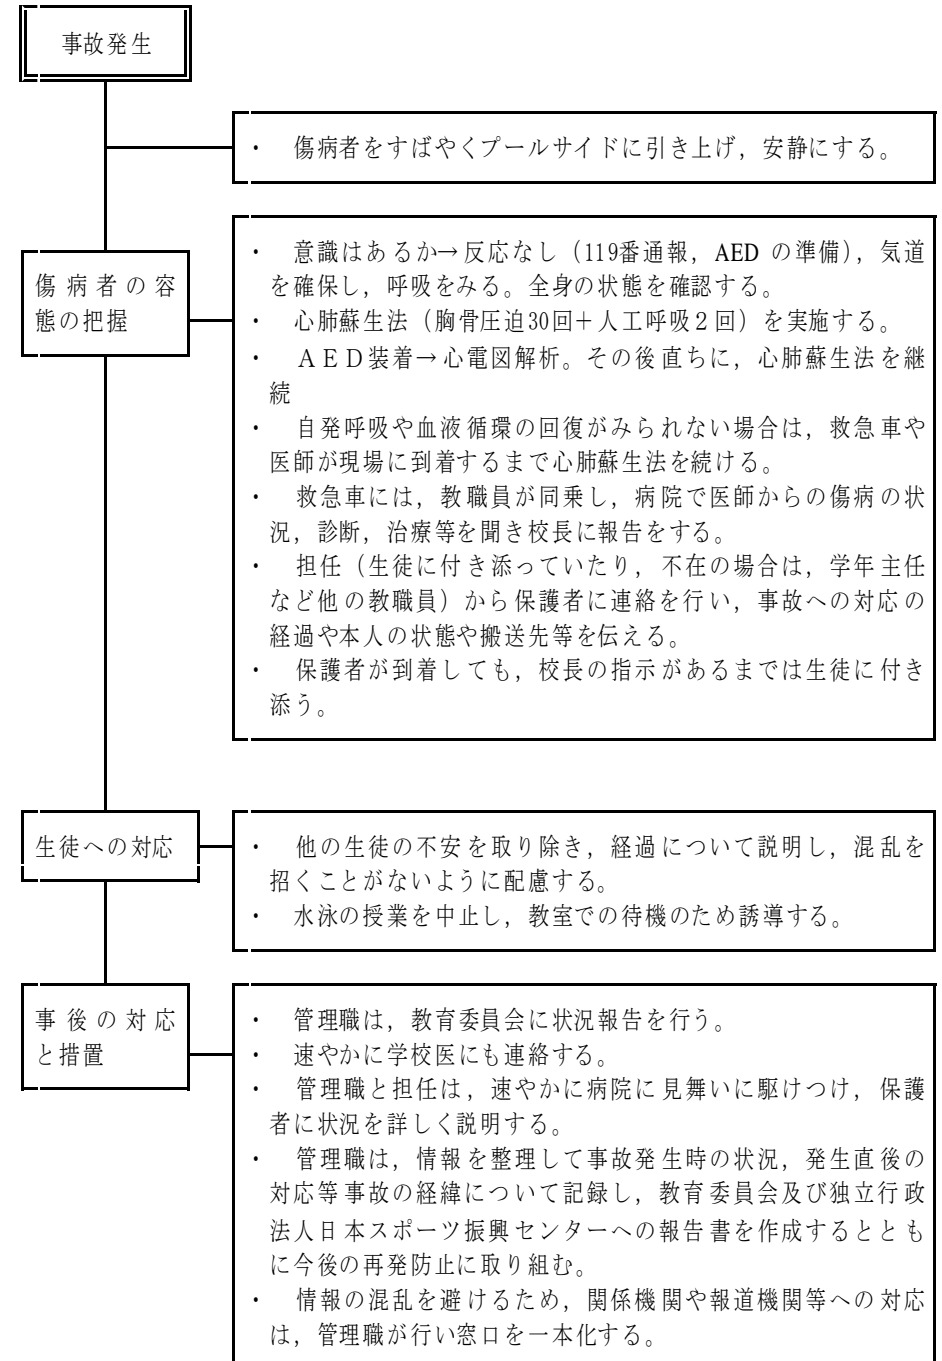 事故発生
・　傷病者をすばやくプールサイドに引き上げ，安静にする。
傷病者の容
態の把握
・　意識はあるか→反応なし（119番通報，AED の準備），気道
を確保し，呼吸をみる。全身の状態を確認する。
・　心肺蘇生法（胸骨圧迫30回＋人工呼吸２回）を実施する。
・　ＡＥＤ装着→心電図解析。その後直ちに，心肺蘇生法を継
続
・　自発呼吸や血液循環の回復がみられない場合は，救急車や
医師が現場に到着するまで心肺蘇生法を続ける。
・　救急車には，教職員が同乗し，病院で医師からの傷病の状
況，診断，治療等を聞き校長に報告をする。
・　担任（生徒に付き添っていたり，不在の場合は，学年主任
など他の教職員）から保護者に連絡を行い，事故への対応の
経過や本人の状態や搬送先等を伝える。
・　保護者が到着しても，校長の指示があるまでは生徒に付き
添う。
生徒への対応
・　他の生徒の不安を取り除き，経過について説明し，混乱を
招くことがないように配慮する。
・　水泳の授業を中止し，教室での待機のため誘導する。
事後の対応
と措置
・　管理職は，教育委員会に状況報告を行う。
・　速やかに学校医にも連絡する。
・　管理職と担任は，速やかに病院に見舞いに駆けつけ，保護
者に状況を詳しく説明する。
・　管理職は，情報を整理して事故発生時の状況，発生直後の
対応等事故の経緯について記録し，教育委員会及び独立行政
法人日本スポーツ振興センターへの報告書を作成するととも
に今後の再発防止に取り組む。
・　情報の混乱を避けるため，関係機関や報道機関等への対応
は，管理職が行い窓口を一本化する。